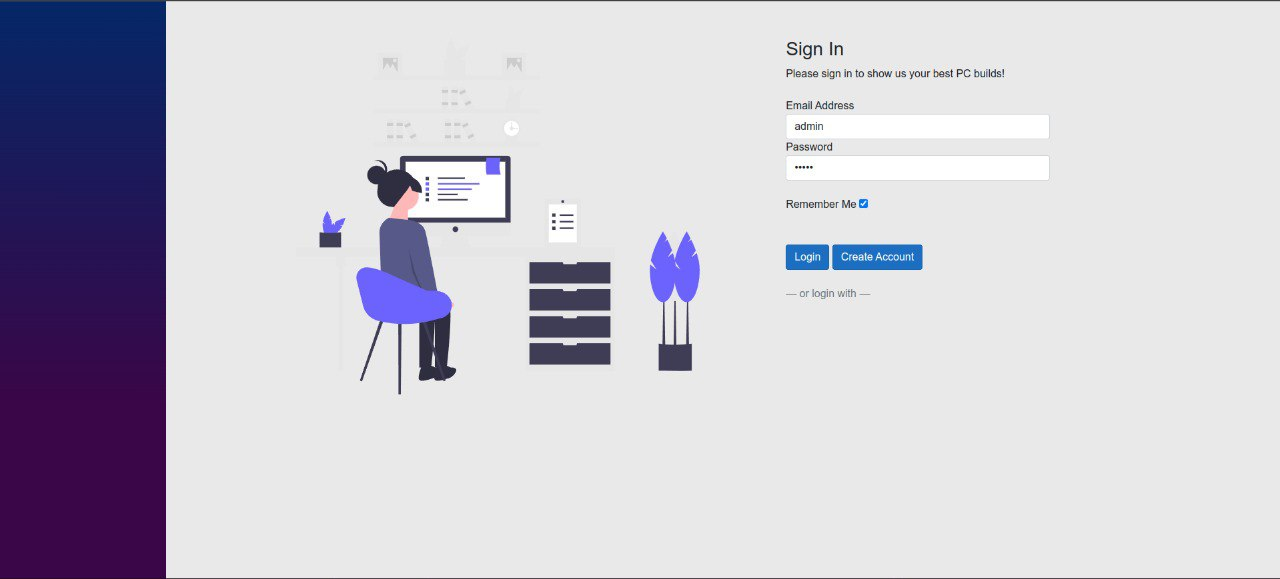 Sign In
Please sign in to show us your best PC builds!
Email Address
admin
Password
•••••
Remember Me
Login Create Account
— or login with —